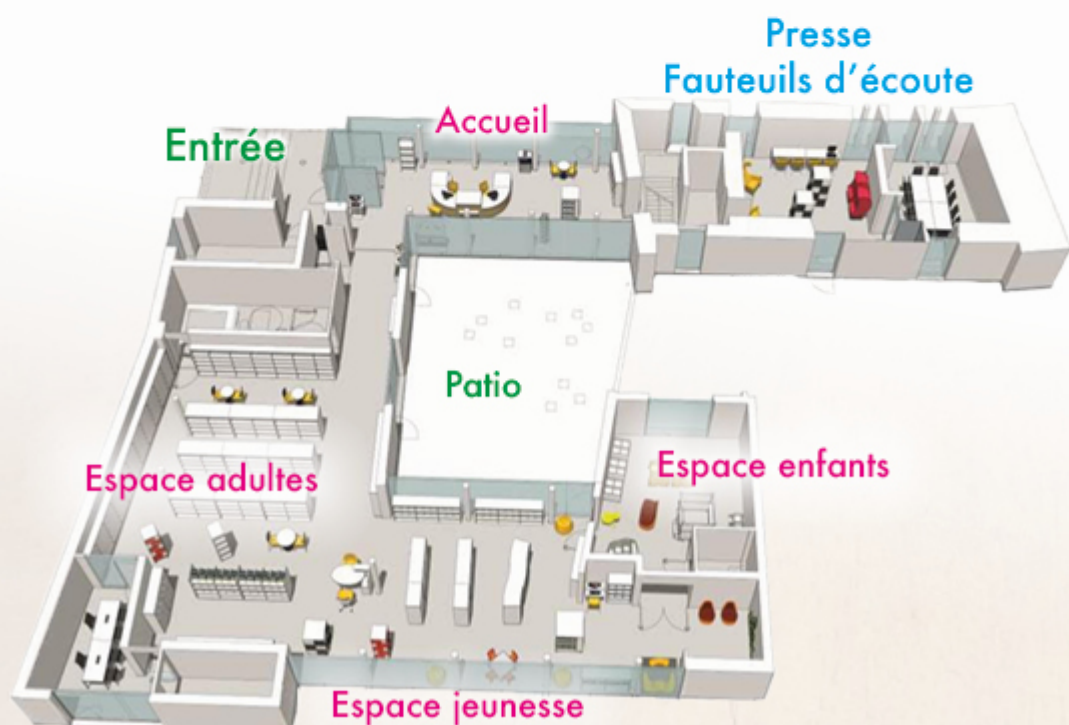 Presse
Fauteuils d'écoute
Accueil
Entrée
Patio
Espace adultes
Espace enfants
Espace jeunesse